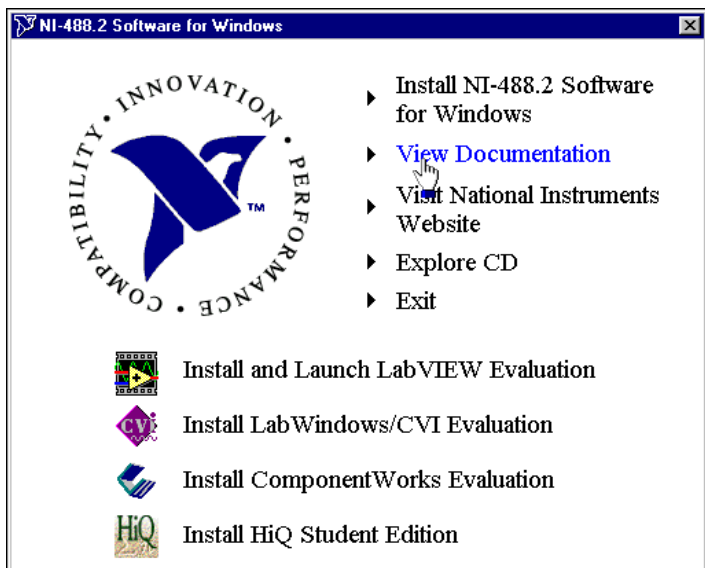 NI-488.2 Software for Windows
COMPATIBILITY · INNOVATION · PERFORMANCE ·
TM
Install NI-488.2 Software
for Windows
View Documentation
Visit National Instruments
Website
Explore CD
Exit
Install and Launch LabVIEW Evaluation
CVI
Install LabWindows/CVI Evaluation
Install ComponentWorks Evaluation
HiQ
Install HiQ Student Edition